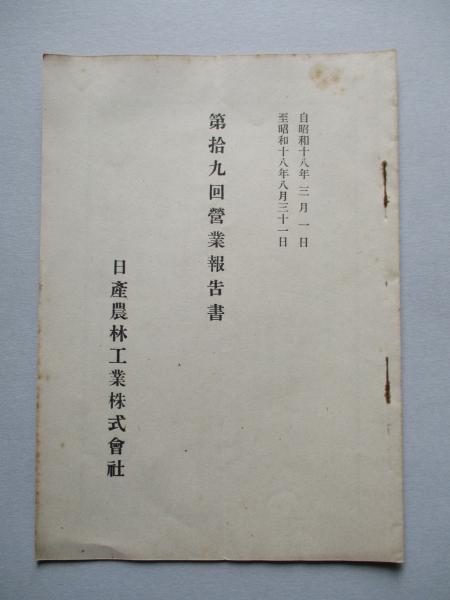 自昭和十八年三月一日
至昭和十八年八月三十一日
第拾九回營業報告書
日產農林工業株式會社